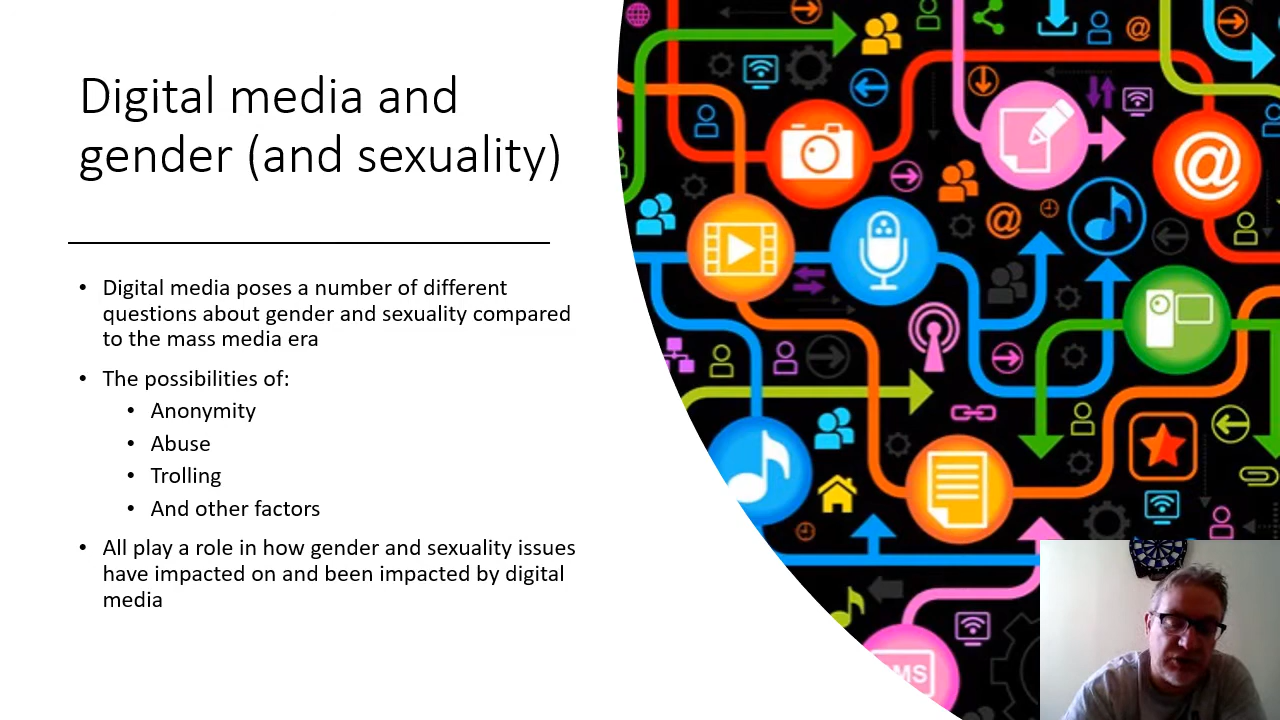 Digital media and
gender (and sexuality)
• Digital media poses a number of different
questions about gender and sexuality compared
to the mass media era
• The possibilities of:
• Anonymity
• Abuse
• Trolling
• And other factors
• All play a role in how gender and sexuality issues
have impacted on and been impacted by digital
media
@
@
@
MS